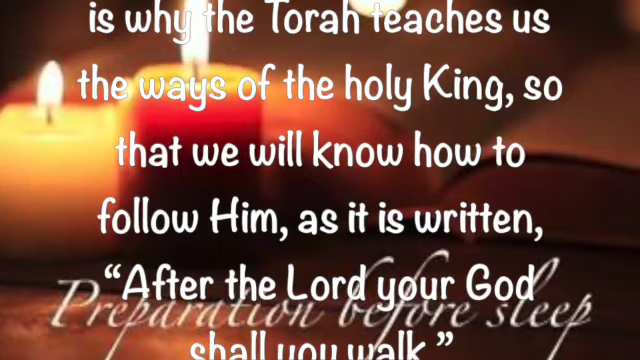 is why the Torah teaches us
the ways of the holy King, so
that we will know how to
follow Him, as it is written,
“After the Lord your God
Preparation before sleep
shall you walk.”